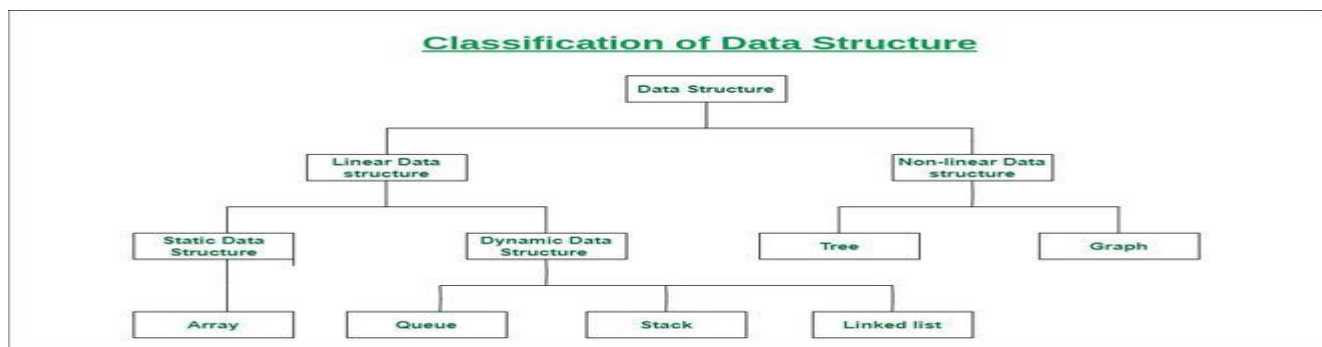 Classification of Data Structure
Data Structure
Linear Data
structure
Non-linear Data
structure
Static Data
Structure
Dynamic Data
Structure
Tree
Graph
Array
Queue
Stack
Linked list